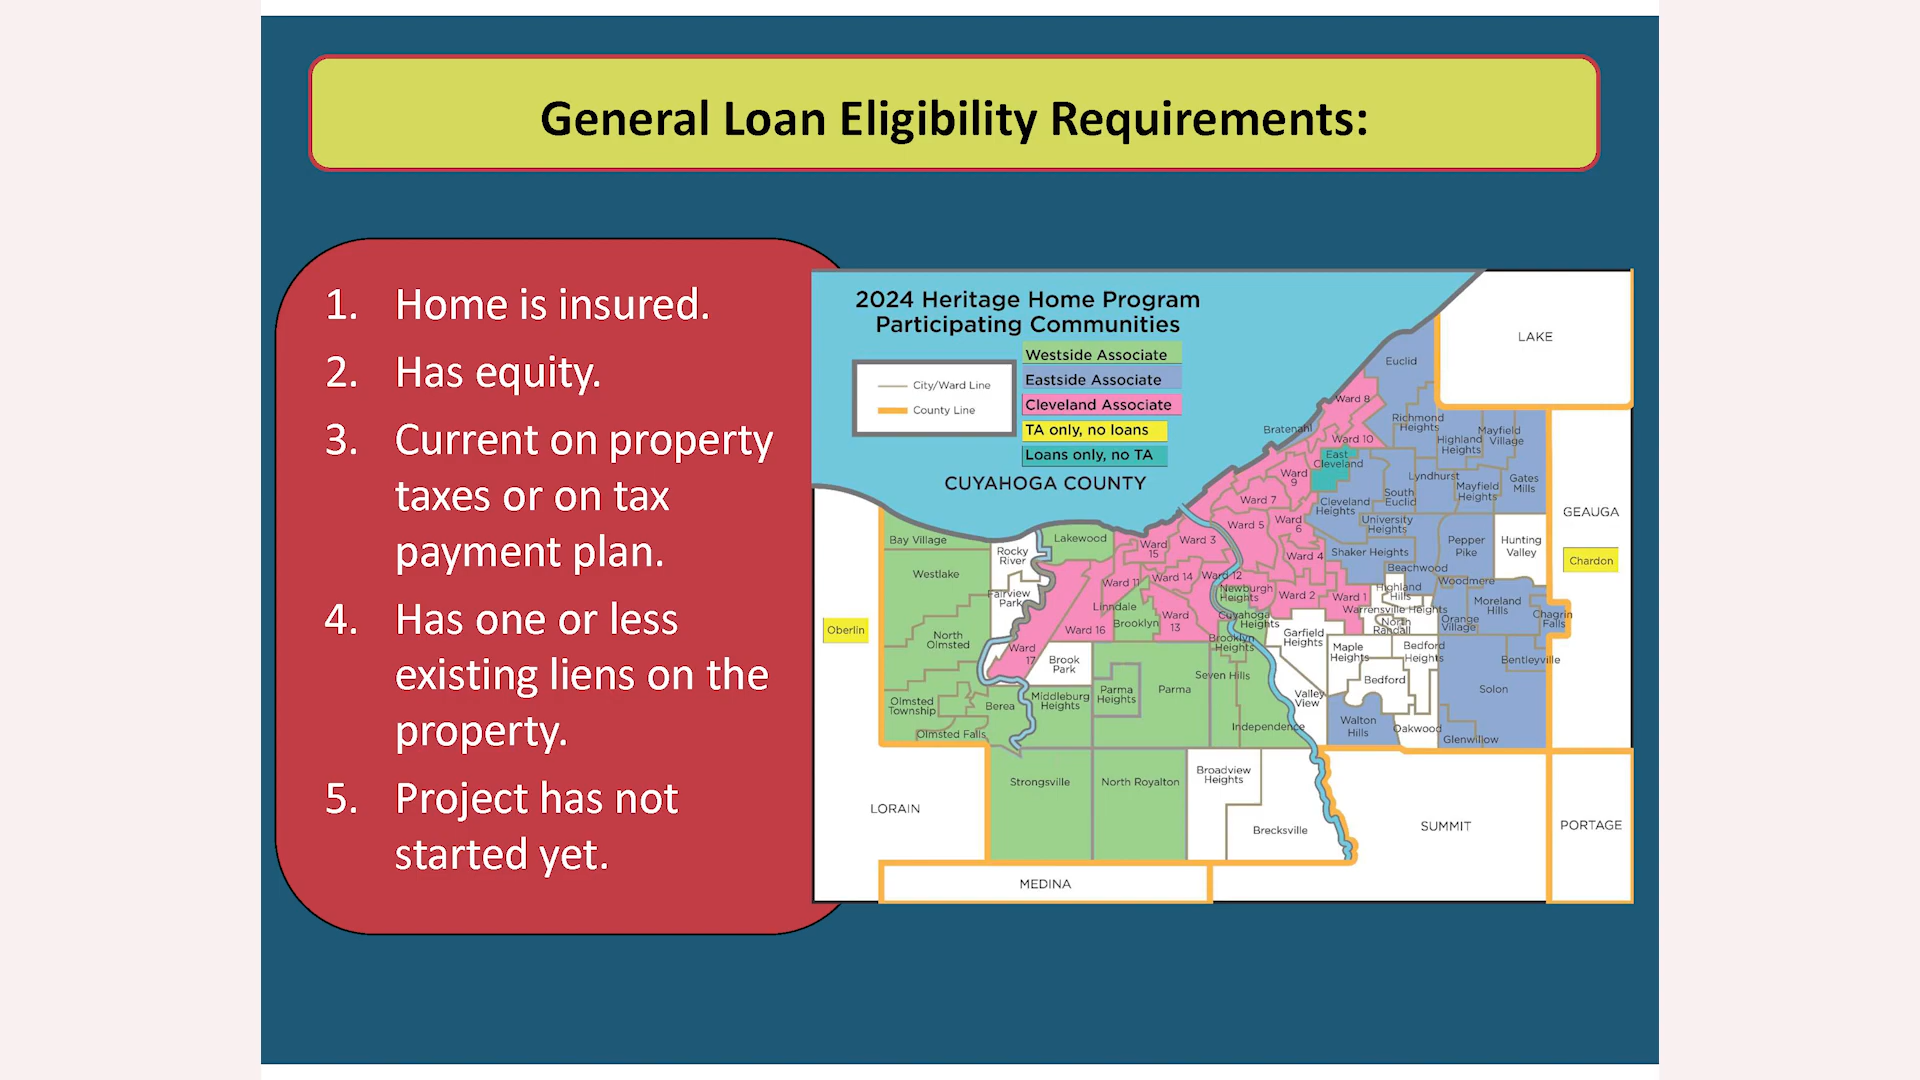 General Loan Eligibility Requirements:
1. Home is insured.
2. Has equity.
3. Current on property
taxes or on tax
payment plan.
4. Has one or less
existing liens on the
property.
5. Project has not
started yet.
2024 Heritage Home Program
Participating Communities
City/Ward Line
County Line
Westside Associate
Eastside Associate
Cleveland Associate
TA only, no loans
Loans only, no TA
CUYAHOGA COUNTY
LAKE
Euclid
Ward 8
Bratenahl
Ward 10
Richmond
Heights
Highland
Heights
Mayfield
Village
East
Cleveland
Ward
9
Lyndhurst
Mayfield
Heights
Gates
Mills
South
Euclid
Cleveland
Heights
Ward 7
University
Heights
GEAUGA
Chardon
Ward 5
Ward
6
Ward 3
Ward
15
Ward 4
Shaker Heights
Pepper
Pike
Hunting
Valley
Beachwood
Woodmere
Bay Village
Lakewood
Rocky
River
Westlake
Fairview
Park
Ward 11
Ward 14
Ward 12
Newburgh
Heights
Ward 2
Ward 1
Highland
Hills
Warrensville Heights
North
Randall
Orange
Village
Moreland
Hills
Chagrin
Falls
Linndale
Brooklyn
Ward
13
Cuyahoga
Heights
Ward 16
Oberlin
North
Olmsted
Ward
17
Brook
Park
Brooklyn
Heights
Garfield
Heights
Maple
Heights
Bedford
Heights
Bentleyville
Bedford
Seven Hills
Solon
Olmsted
Township
Berea
Middleburg
Heights
Parma
Heights
Parma
Valley
View
Independence
Walton
Hills
Oakwood
Glenwillow
Olmsted Falls
Strongsville
North Royalton
Broadview
Heights
Brecksville
LORAIN
SUMMIT
PORTAGE
MEDINA